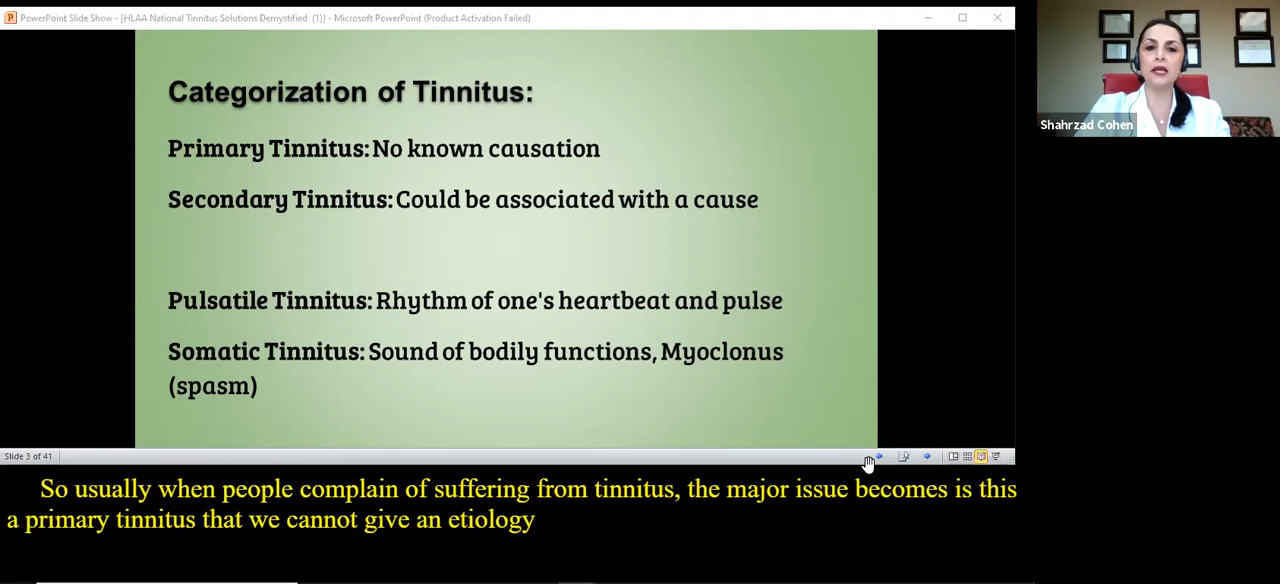 PowerPoint Slide Show - [HLAA National Tinnitus Solutions Demystified (1)] - Microsoft PowerPoint (Product Activation Failed)
Categorization of Tinnitus:
Primary Tinnitus: No known causation
Secondary Tinnitus: Could be associated with a cause
Pulsatile Tinnitus: Rhythm of one's heartbeat and pulse
Somatic Tinnitus: Sound of bodily functions, Myoclonus
(spasm)
Shahrzad Cohen
Slide 3 of 41
So usually when people complain of suffering from tinnitus, the major issue becomes is this
a primary tinnitus that we cannot give an etiology